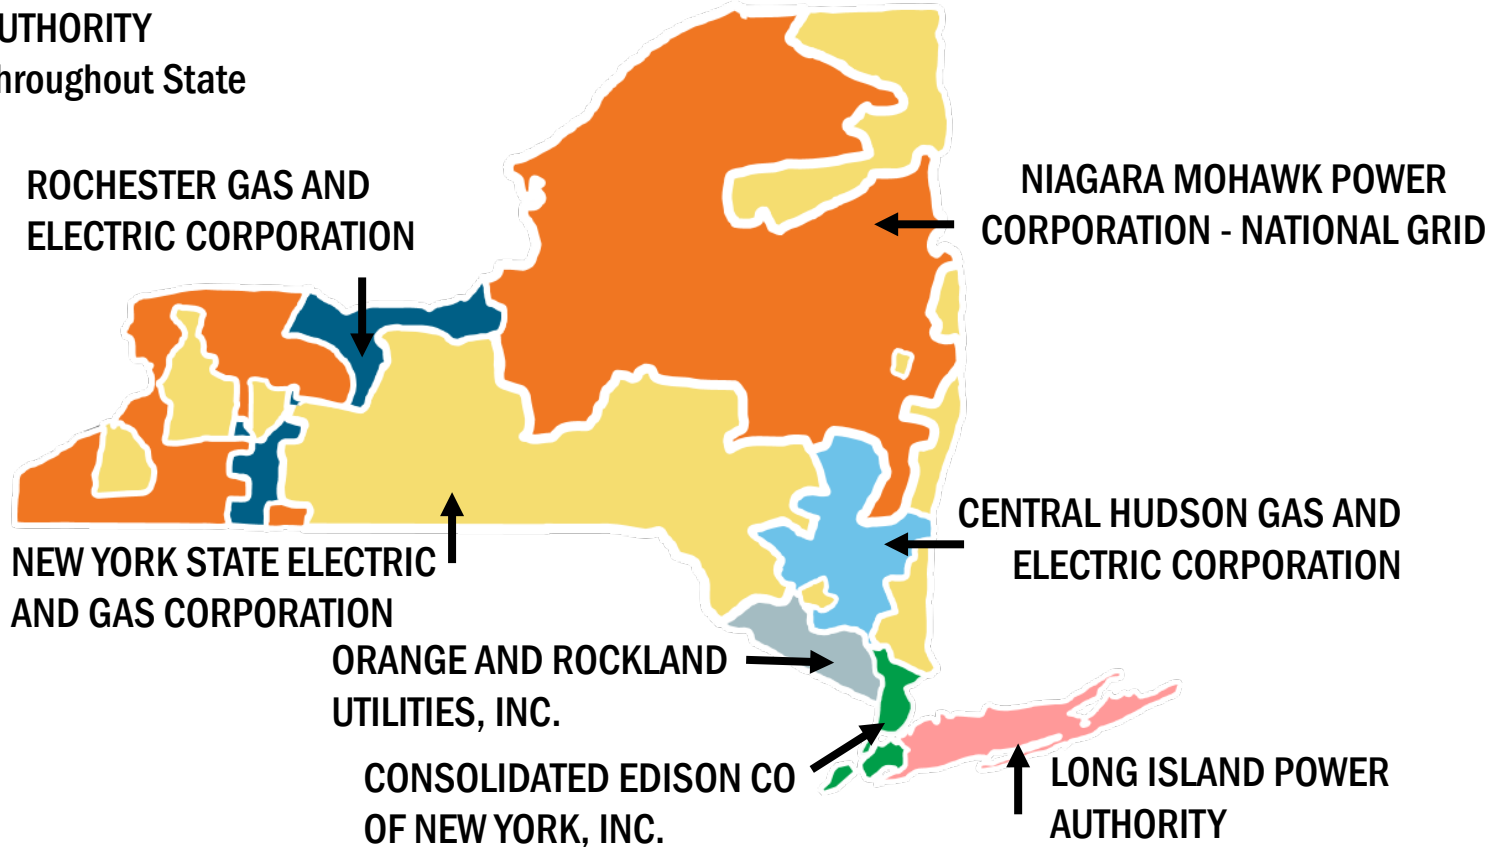 UTHORITY
hroughout State
ROCHESTER GAS AND
ELECTRIC CORPORATION
NIAGARA MOHAWK POWER
CORPORATION - NATIONAL GRID
CENTRAL HUDSON GAS AND
ELECTRIC CORPORATION
NEW YORK STATE ELECTRIC
AND GAS CORPORATION
ORANGE AND ROCKLAND
UTILITIES, INC.
CONSOLIDATED EDISON CO
OF NEW YORK, INC.
LONG ISLAND POWER
AUTHORITY